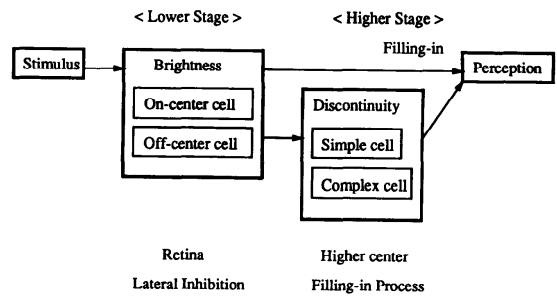 < Lower Stage >
< Higher Stage >
Filling-in
Stimulus
Brightness
Perception
On-center cell
Discontinuity
Off-center cell
Simple cell
Complex cell
Retina
Higher center
Lateral Inhibition
Filling-in Process